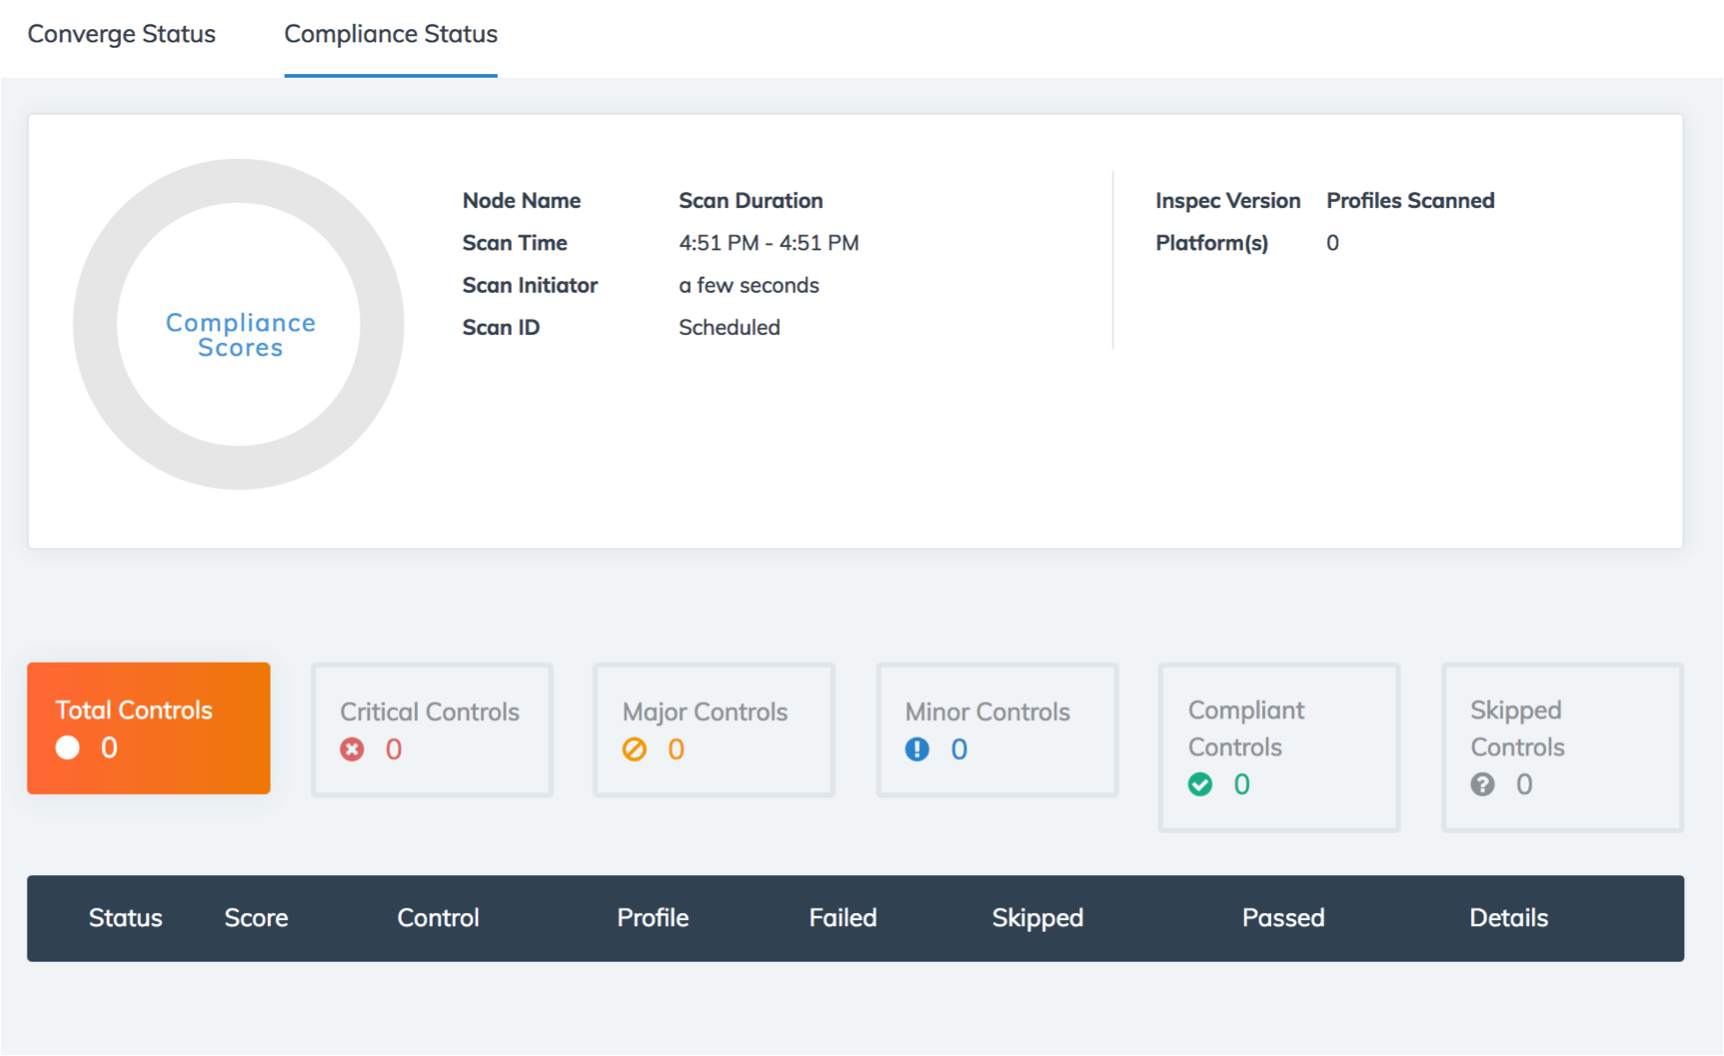 Converge Status
Compliance Status
Compliance
Scores
Node Name
Scan Duration
Scan Time
4:51 PM - 4:51 PM
Scan Initiator
a few seconds
Scan ID
Scheduled
Inspec Version
Profiles Scanned
Platform(s)
0
Total Controls
0
Critical Controls
0
Major Controls
0
Minor Controls
0
Compliant
Controls
0
Skipped
Controls
0
Status
Score
Control
Profile
Failed
Skipped
Passed
Details